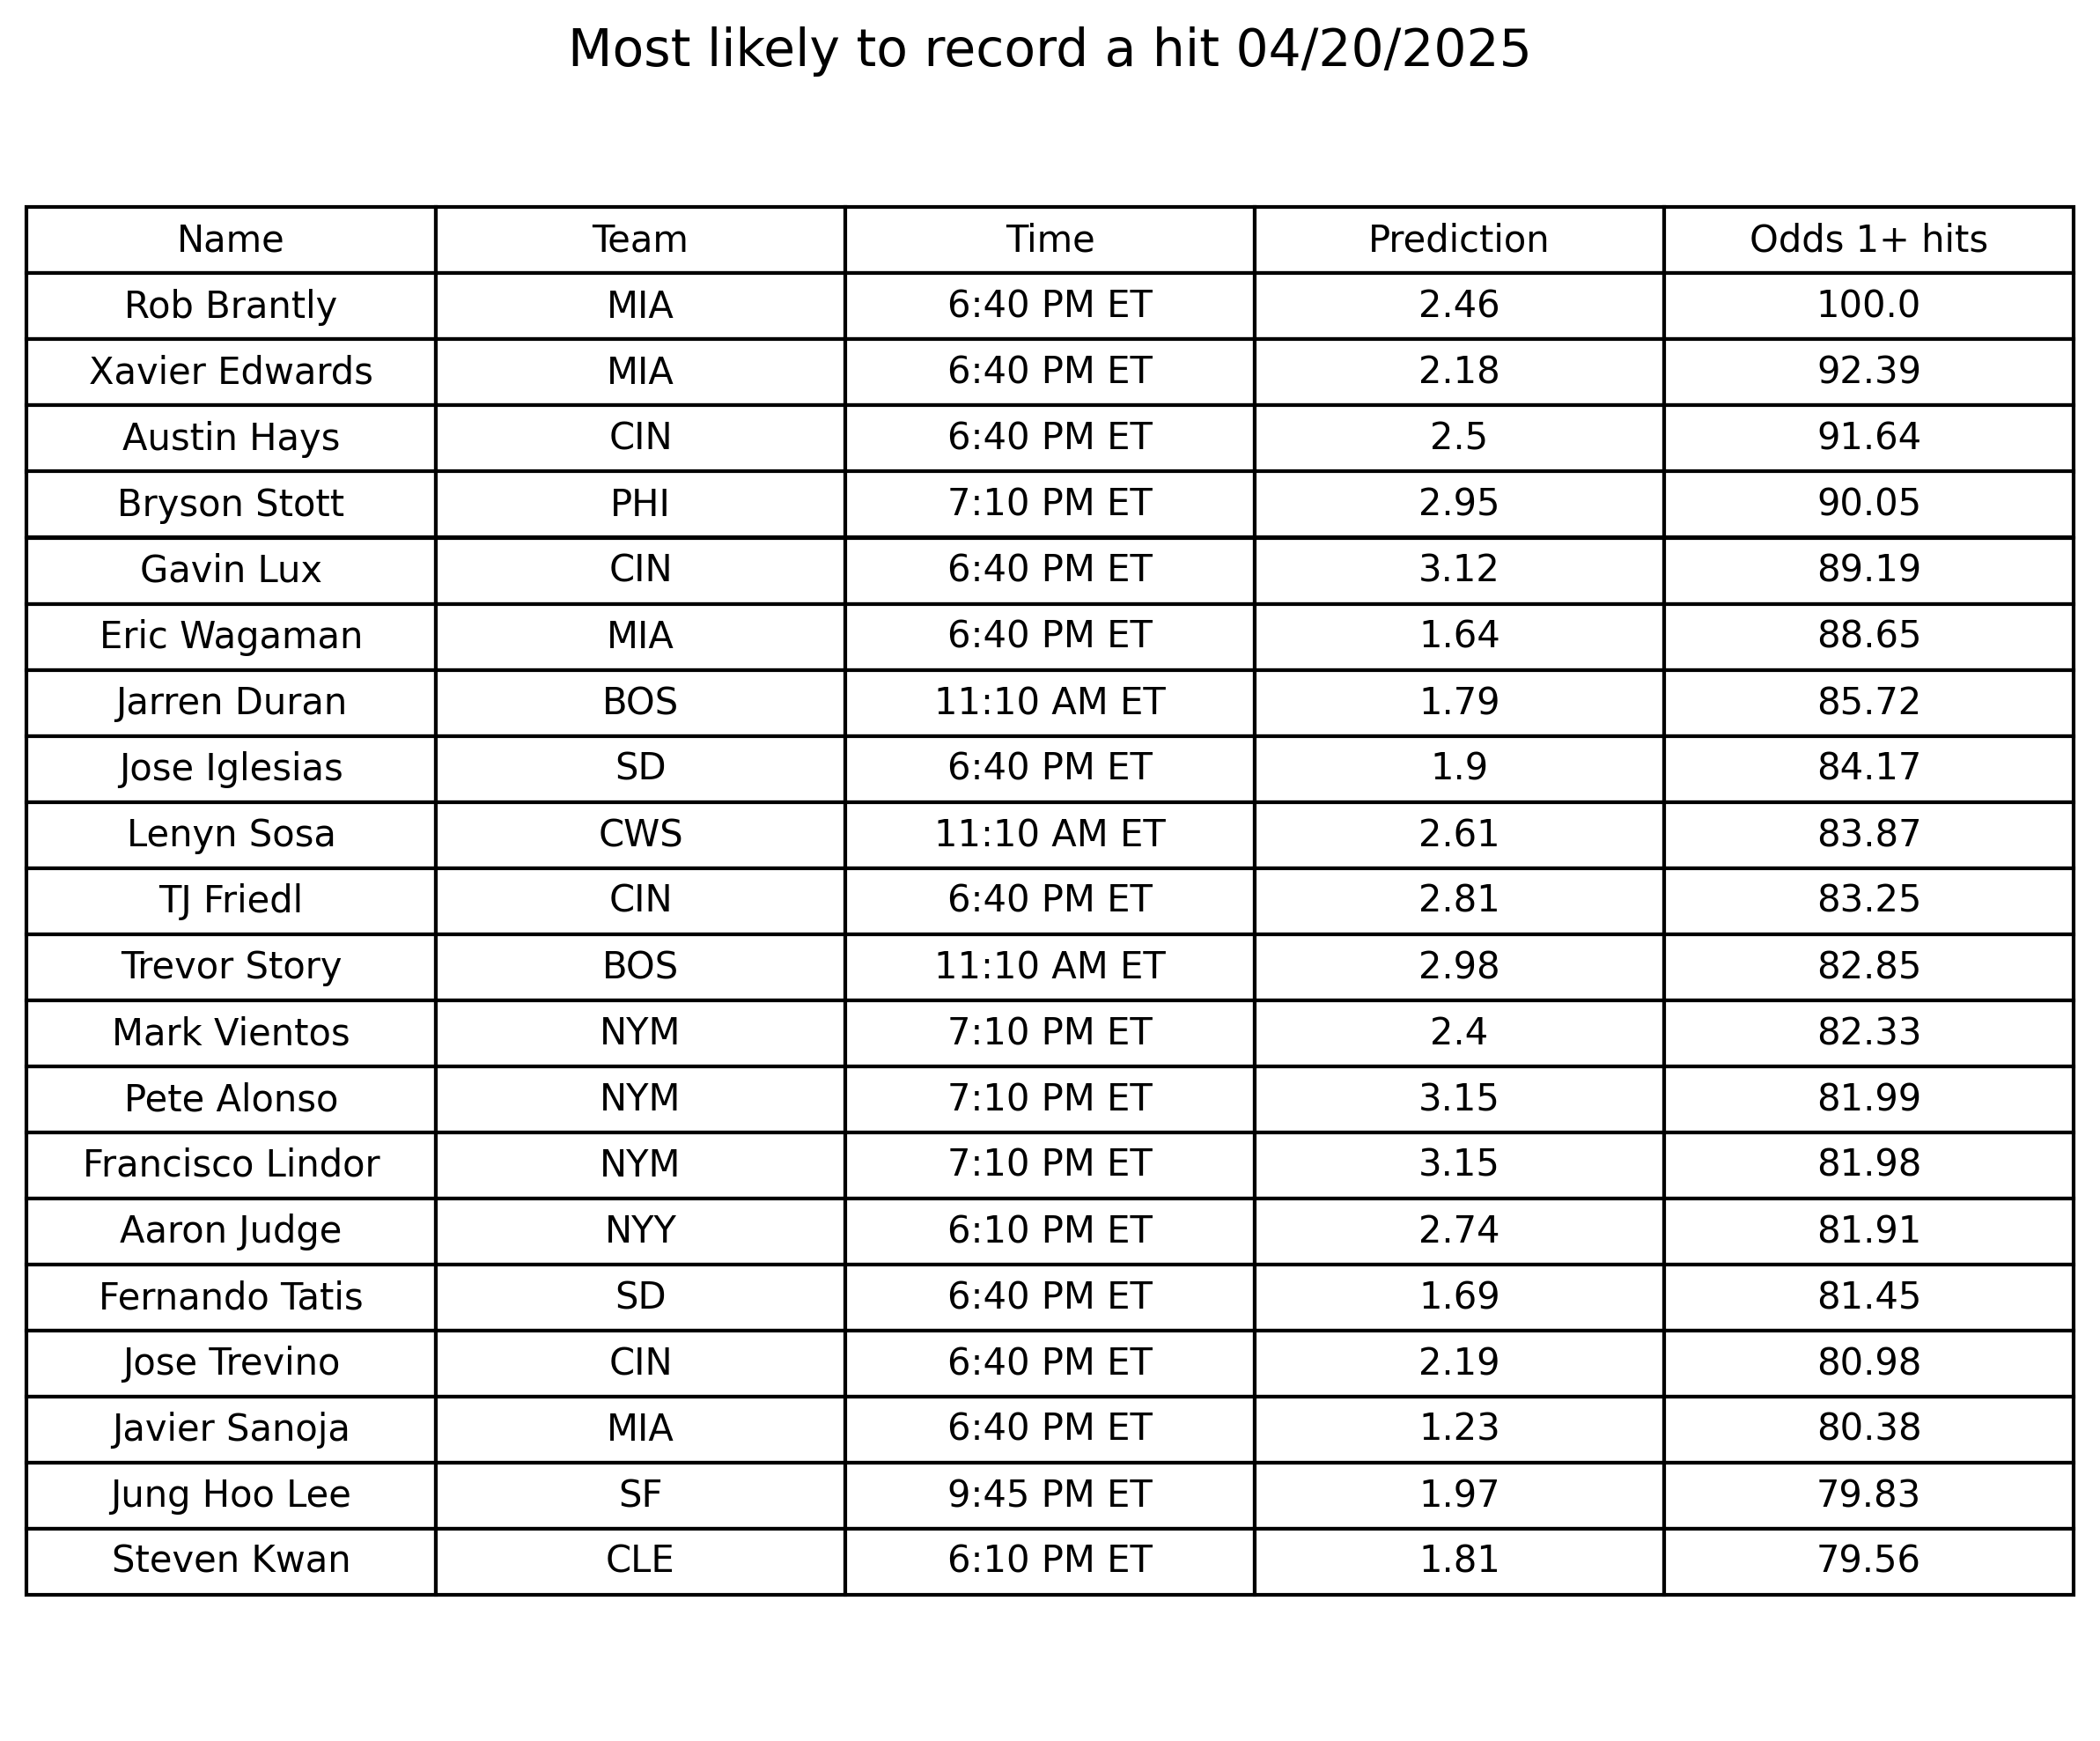 Most likely to record a hit 04/20/2025
Name Team Time Prediction Odds 1+ hits
Rob Brantly MIA 6:40 PM ET 2.46 100.0
Xavier Edwards MIA 6:40 PM ET 2.18 92.39
Austin Hays CIN 6:40 PM ET 2.5 91.64
Bryson Stott PHI 7:10 PM ET 2.95 90.05
Gavin Lux CIN 6:40 PM ET 3.12 89.19
Eric Wagaman MIA 6:40 PM ET 1.64 88.65
Jarren Duran BOS 11:10 AM ET 1.79 85.72
Jose Iglesias SD 6:40 PM ET 1.9 84.17
Lenyn Sosa CWS 11:10 AM ET 2.61 83.87
TJ Friedl CIN 6:40 PM ET 2.81 83.25
Trevor Story BOS 11:10 AM ET 2.98 82.85
Mark Vientos NYM 7:10 PM ET 2.4 82.33
Pete Alonso NYM 7:10 PM ET 3.15 81.99
Francisco Lindor NYM 7:10 PM ET 3.15 81.98
Aaron Judge NYY 6:10 PM ET 2.74 81.91
Fernando Tatis SD 6:40 PM ET 1.69 81.45
Jose Trevino CIN 6:40 PM ET 2.19 80.98
Javier Sanoja MIA 6:40 PM ET 1.23 80.38
Jung Hoo Lee SF 9:45 PM ET 1.97 79.83
Steven Kwan CLE 6:10 PM ET 1.81 79.56